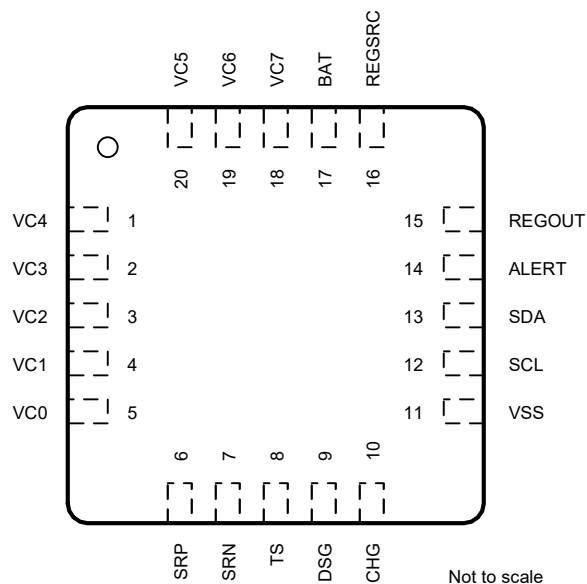 VC5 VC6 VC7 BAT REGSRC
20 19 18 17 16
VC4 1 15 REGOUT
VC3 2 14 ALERT
VC2 3 13 SDA
VC1 4 12 SCL
VC0 5 11 VSS
6 7 8 9 10
SRP SRN TS DSG CHG
Not to scale